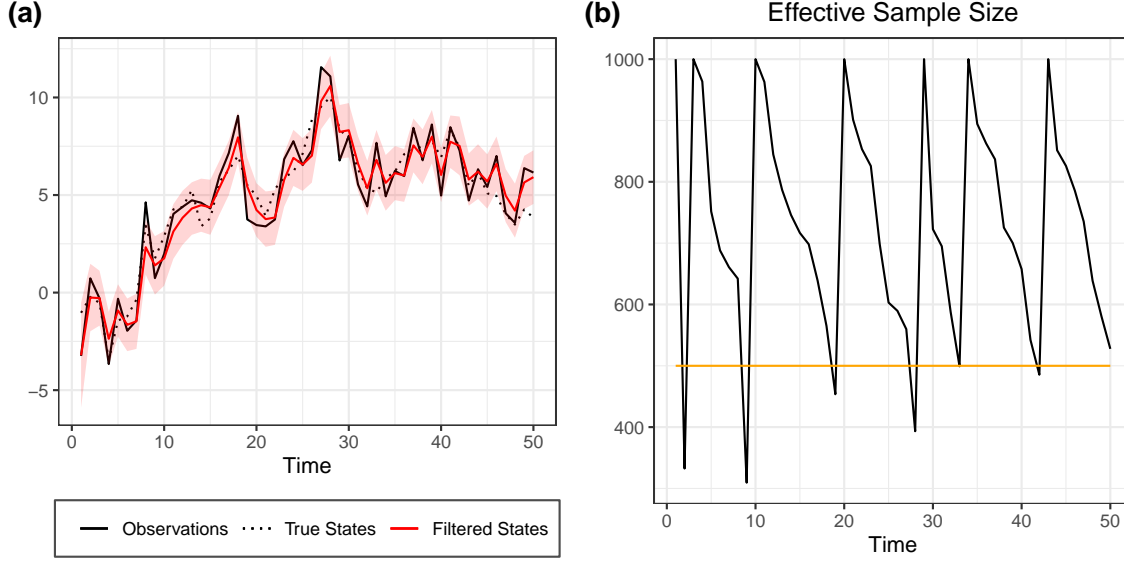 (a)
10
5
0
−5
0
10
20
30
40
50
Time
Observations
True States
Filtered States
(b)
Effective Sample Size
1000
800
600
400
0
10
20
30
40
50
Time